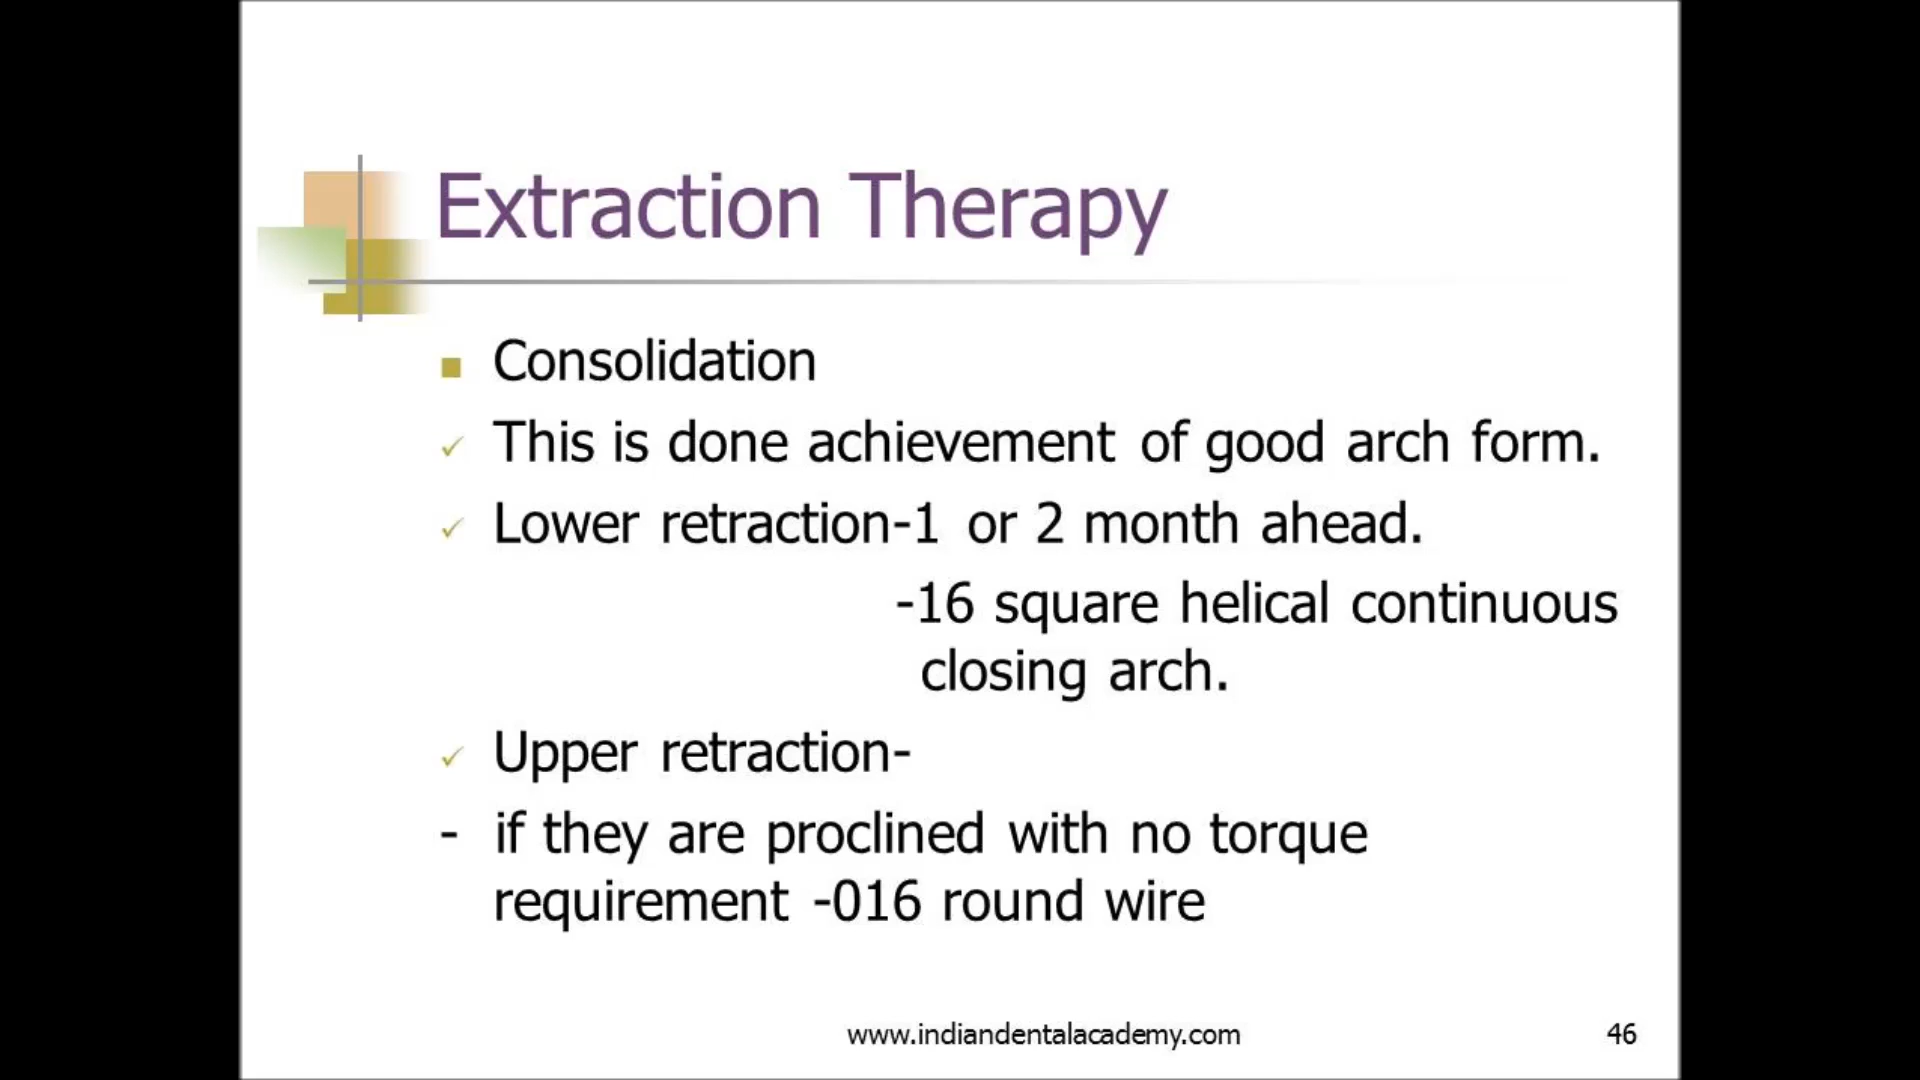 Extraction Therapy
Consolidation
This is done achievement of good arch form.
Lower retraction-1 or 2 month ahead.
-16 square helical continuous
closing arch.
Upper retraction-
- if they are proclined with no torque
requirement -016 round wire
www.indiandentalacademy.com
46